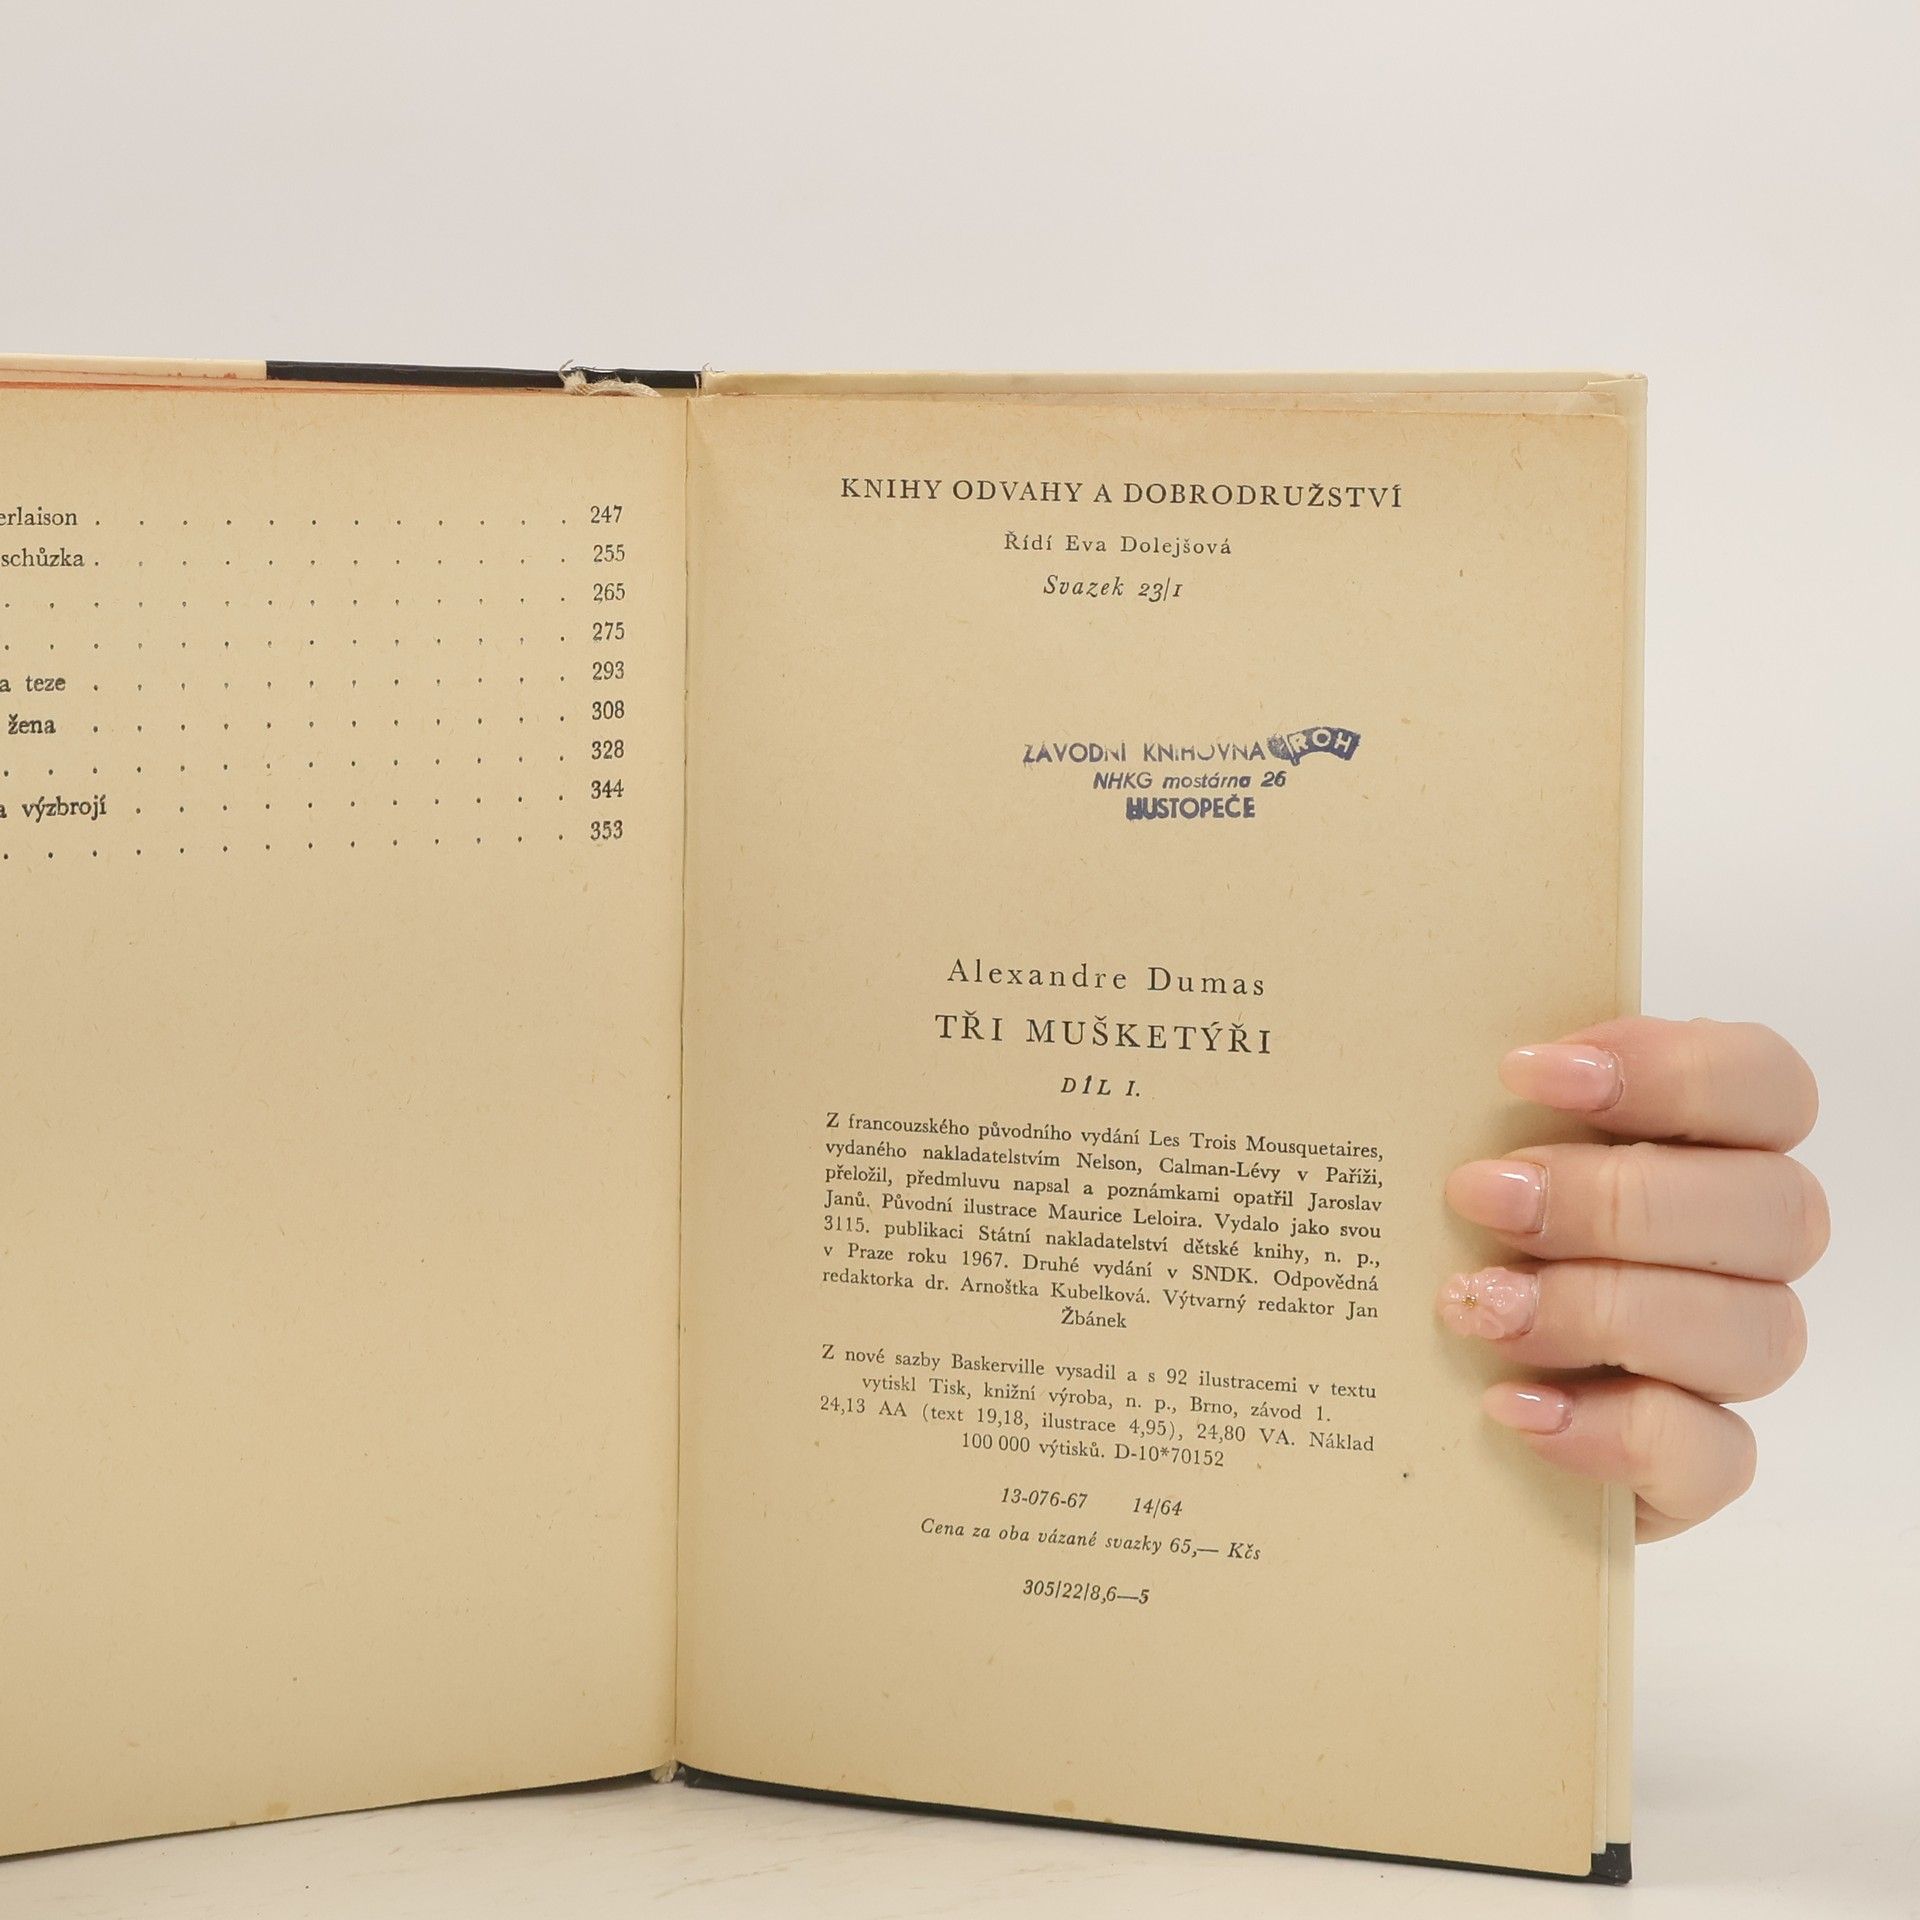 erlaison . . . . . . . . . . . . 247
schůzka . . . . . . . . . . . . 255
. . . . . . . . . . . . . . 265
. . . . . . . . . . . . . . 275
a teze . . . . . . . . . . . . 293
žena . . . . . . . . . . . . 308
. . . . . . . . . . . . . . 328
a výzbrojí . . . . . . . . . . . 344
. . . . . . . . . . . . . . 353
KNIHY ODVAHY A DOBRODRUŽSTVÍ
Řídí Eva Dolejšová
Svazek 23/1
ZÁVODNÍ KNIHOVNA ROH
NHKG mostárna 26
HUSTOPEČE
Alexandre Dumas
TŘI MUŠKETÝŘI
DÍL I.
Z francouzského původního vydání Les Trois Mousquetaires,
vydaného nakladatelstvím Nelson, Calman-Lévy v Paříži,
přeložil, předmluvu napsal a poznámkami opatřil Jaroslav
Janů. Původní ilustrace Maurice Leloira. Vydalo jako svou
3115. publikaci Státní nakladatelství dětské knihy, n. p.,
v Praze roku 1967. Druhé vydání v SNDK. Odpovědná
redaktorka dr. Arnoštka Kubelková. Výtvarný redaktor Jan
Žbánek
Z nové sazby Baskerville vysadil a s 92 ilustracemi v textu
vytiskl Tisk, knižní výroba, n. p., Brno, závod 1.
24,13 AA (text 19,18, ilustrace 4,95), 24,80 VA. Náklad
100 000 výtisků. D-10*70152
13-076-67 14/64
Cena za oba vázané svazky 65,— Kčs
305/22/8,6—5